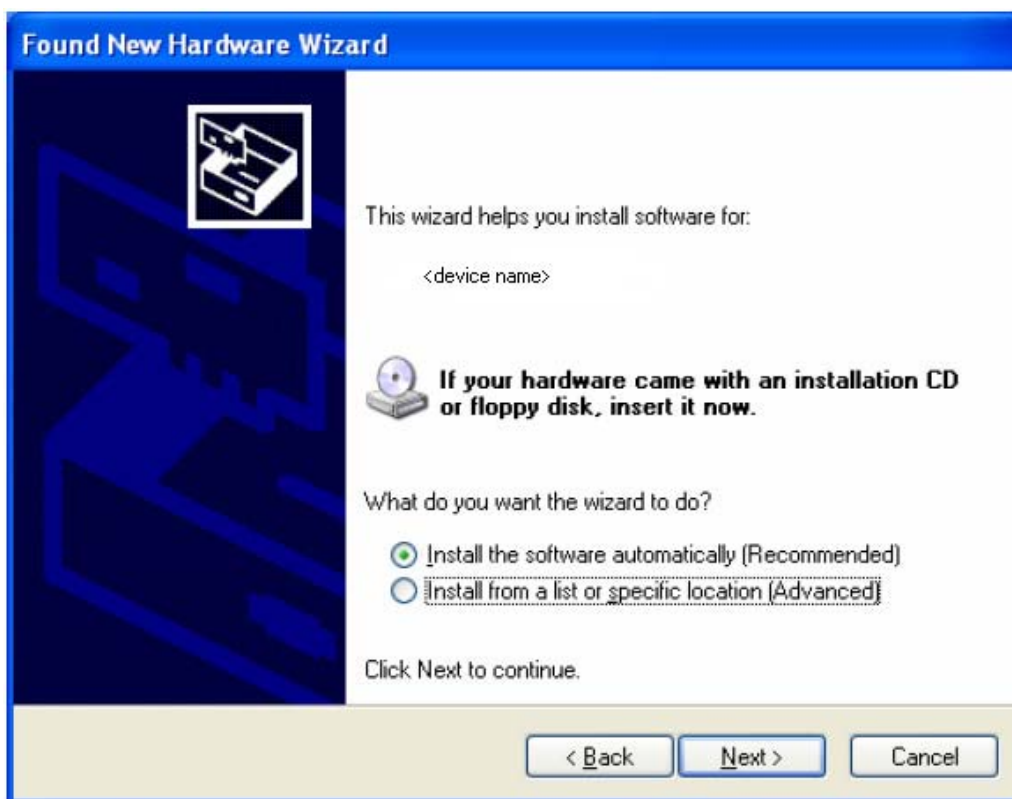 Found New Hardware Wizard
This wizard helps you install software for:
<device name>
If your hardware came with an installation CD
or floppy disk, insert it now.
What do you want the wizard to do?
Install the software automatically (Recommended)
Install from a list or specific location (Advanced)
Click Next to continue.
< Back Next > Cancel